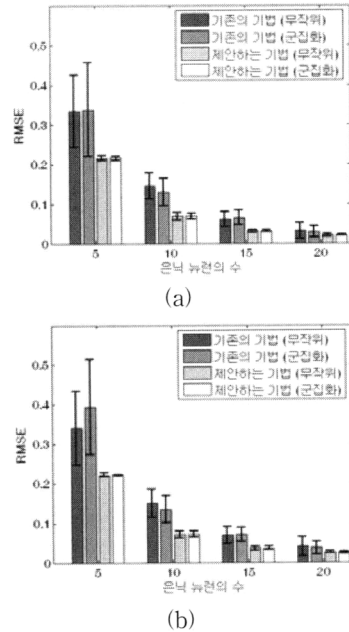 기존의 기법 (무작위)
기존의 기법 (군집화)
제안하는 기법 (무작위)
제안하는 기법 (군집화)
RMSE
0.5
0.4
0.3
0.2
0.1
0
5 10 15 20
은닉 뉴런의 수
(a)
기존의 기법 (무작위)
기존의 기법 (군집화)
제안하는 기법 (무작위)
제안하는 기법 (군집화)
RMSE
0.5
0.4
0.3
0.2
0.1
0
5 10 15 20
은닉 뉴런의 수
(b)